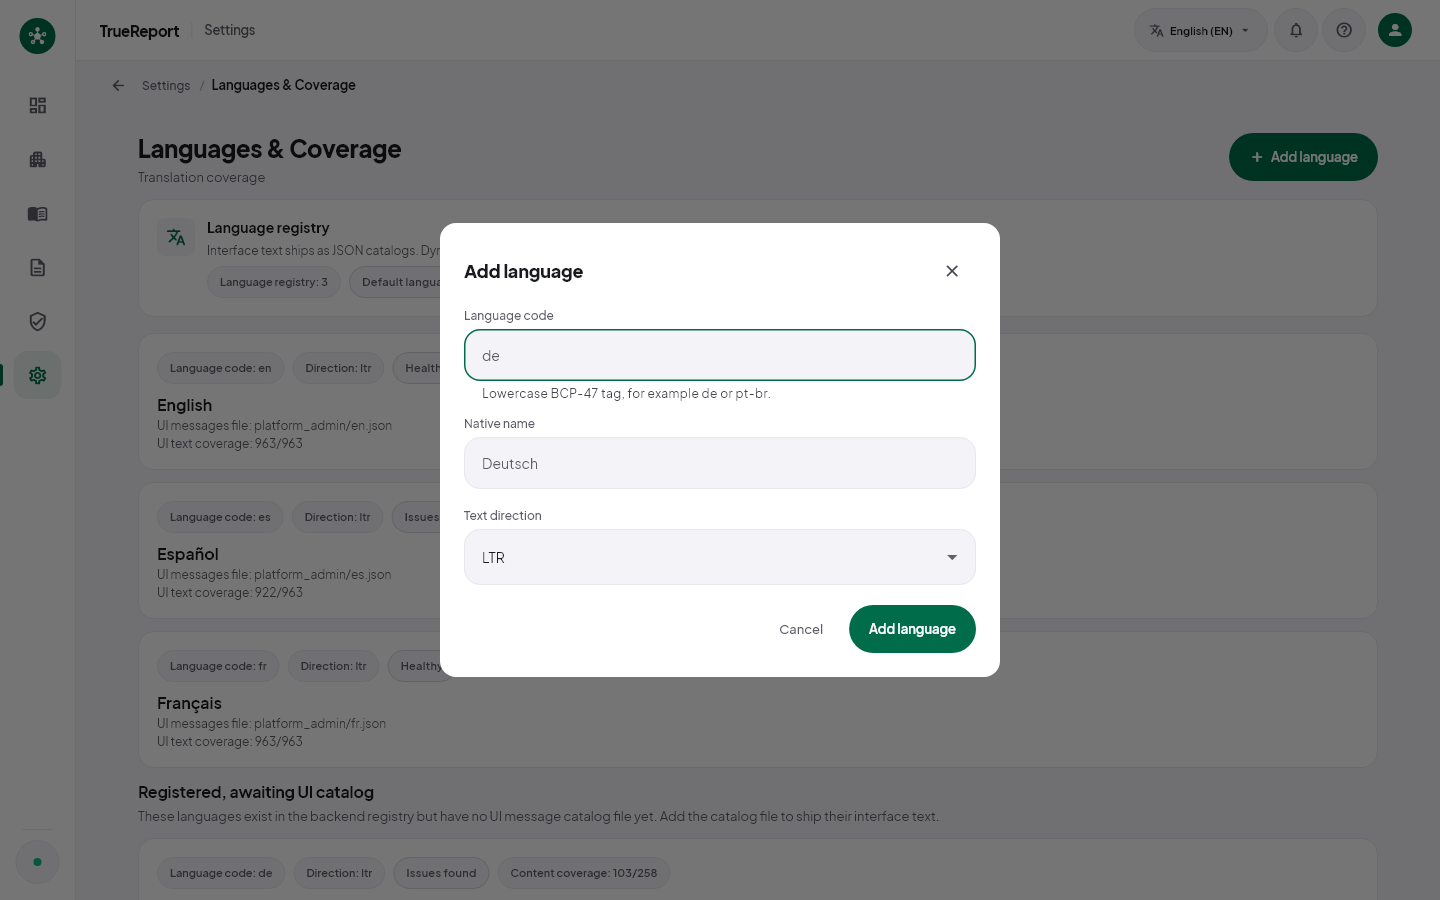 TrueReport
Settings
English (EN)
Settings / Languages & Coverage
Languages & Coverage
Translation coverage
+ Add language
Language registry
Interface text ships as JSON catalogs.
Language registry: 3
Default
Language code: en
Direction: ltr
English
UI messages file: platform_admin/en.json
UI text coverage: 963/963
Language code: es
Direction: ltr
Issues
Español
UI messages file: platform_admin/es.json
UI text coverage: 922/963
Language code: fr
Direction: ltr
Healthy
Français
UI messages file: platform_admin/fr.json
UI text coverage: 963/963
Registered, awaiting UI catalog
These languages exist in the backend registry but have no UI message catalog file yet. Add the catalog file to ship their interface text.
Language code: de
Direction: ltr
Issues found
Content coverage: 103/258
Add language
Language code
de
Lowercase BCP-47 tag, for example de or pt-br.
Native name
Deutsch
Text direction
LTR
Cancel
Add language